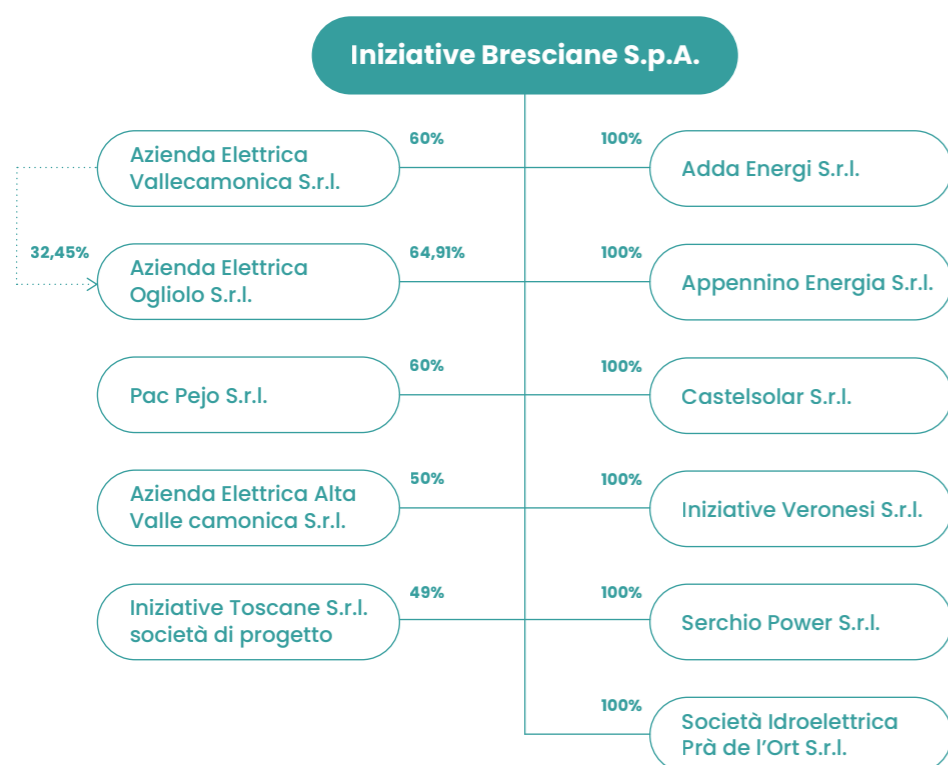 Iniziative Bresciane S.p.A.
60%
100%
Azienda Elettrica
Vallecamonica S.r.l.
Adda Energi S.r.l.
32,45%
64,91%
100%
Azienda Elettrica
Ogliolo S.r.l.
Appennino Energia S.r.l.
60%
100%
Pac Pejo S.r.l.
Castelsolar S.r.l.
50%
100%
Azienda Elettrica Alta
Valle camonica S.r.l.
Iniziative Veronesi S.r.l.
49%
100%
Iniziative Toscane S.r.l.
società di progetto
Serchio Power S.r.l.
100%
Società Idroelettrica
Prà de l'Ort S.r.l.